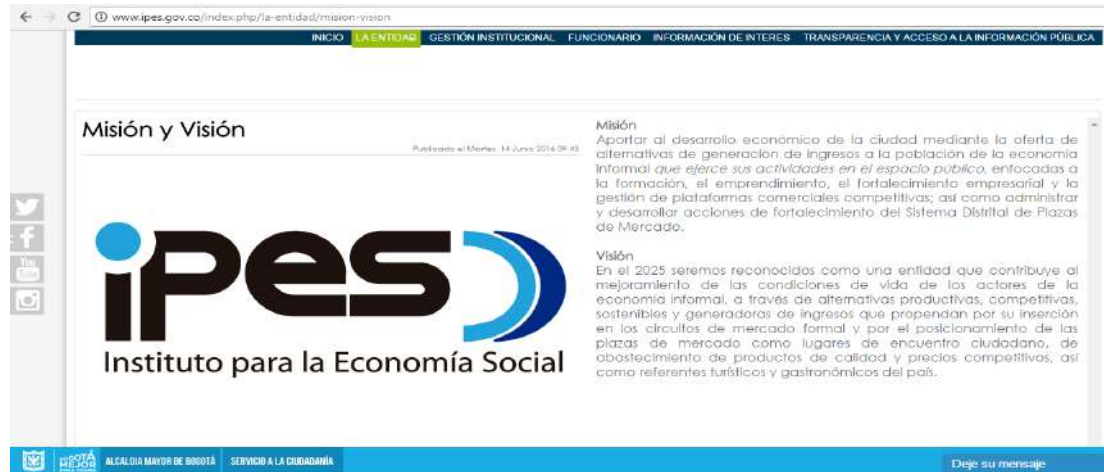 www.ipes.gov.co/index.php/la-entidad/mision-vision
INICIO LA ENTIDAD GESTIÓN INSTITUCIONAL FUNCIONARIO INFORMACIÓN DE INTERES TRANSPARENCIA Y ACCESO A LA INFORMACIÓN PÚBLICA
Misión y Visión
Publicado el Martes, 14 Junio 2016 09:43
ipes
Instituto para la Economía Social
Misión
Aportar al desarrollo económico de la ciudad mediante la oferta de
alternativas de generación de ingresos a la población de la economía
informal que ejerce sus actividades en el espacio público, enfocadas a
la formación, el emprendimiento, el fortalecimiento empresarial y la
gestión de plataformas comerciales competitivas; así como administrar
y desarrollar acciones de fortalecimiento del Sistema Distrital de Plazas
de Mercado.
Visión
En el 2025 seremos reconocidos como una entidad que contribuye al
mejoramiento de las condiciones de vida de los actores de la
economía informal, a través de alternativas productivas, competitivas,
sostenibles y generadoras de ingresos que propendan por su inserción
en los circuitos de mercado formal y por el posicionamiento de las
plazas de mercado como lugares de encuentro ciudadano, de
abastecimiento de productos de calidad y precios competitivos, así
como referentes turísticos y gastronómicos del país.
You
Tube
BOGOTÁ
MEJOR
ALCALDIA MAYOR DE BOGOTÁ SERVICIO A LA CIUDADANÍA
Deje su mensaje